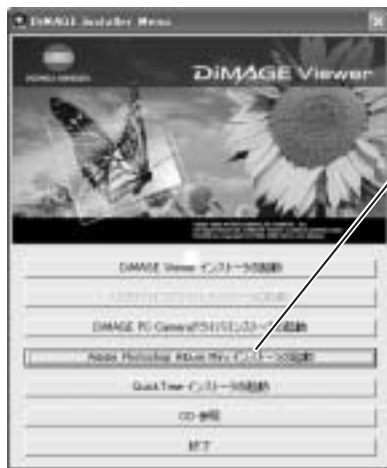 DiMAGE Installer Menu
KONICA MINOLTA
DiMAGE Viewer
DiMAGE Viewer インストーラの起動
DiMAGE PC Cameraドライバインストーラの起動
Adobe Photoshop Album Mini インストーラの起動
QuickTime インストーラの起動
CD 参照
終了